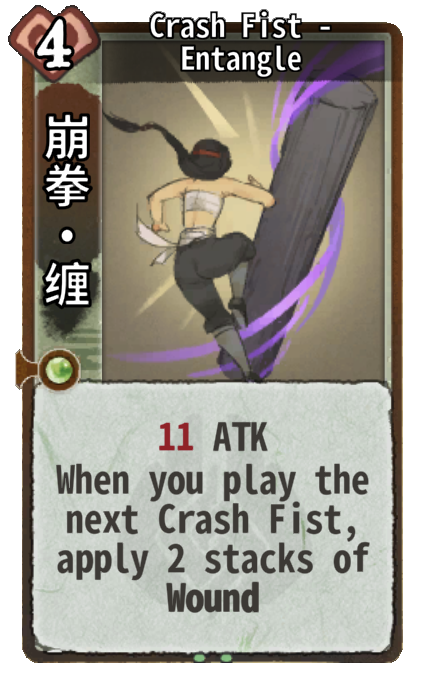 4
Crash Fist -
Entangle
崩拳·缠
11 ATK
When you play the
next Crash Fist,
apply 2 stacks of
Wound